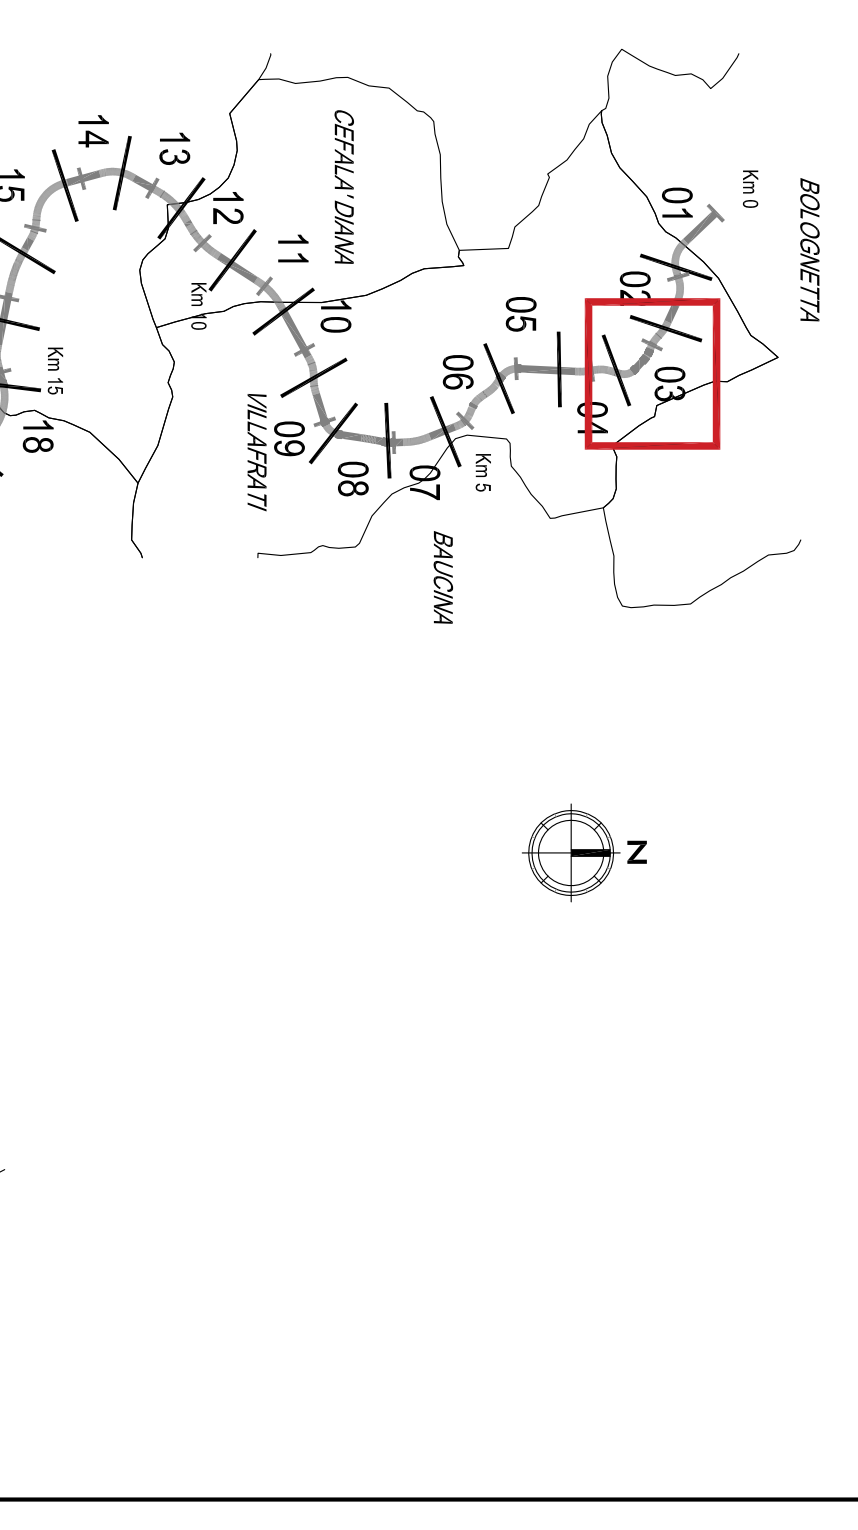 BOLOGNETTA
Km 0
01
02
03
04
05
06
Km 5
07
BAUCINA
08
09
VILLAFRATI
10
CEFALA' DIANA
11
12
Km 10
13
14
15
Km 15
18
N